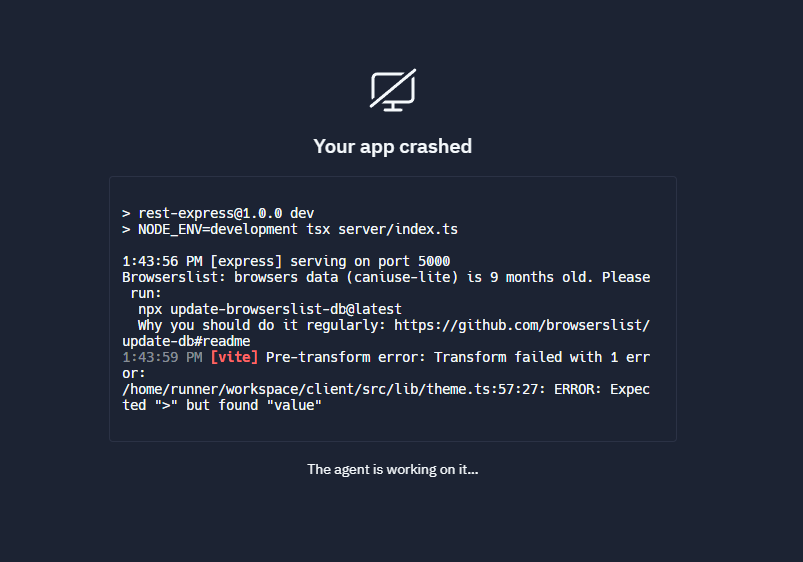 Your app crashed
> rest-express@1.0.0 dev
> NODE_ENV=development tsx server/index.ts
1:43:56 PM [express] serving on port 5000
Browserslist: browsers data (caniuse-lite) is 9 months old. Please
run:
npx update-browserslist-db@latest
Why you should do it regularly: https://github.com/browserslist/
update-db#readme
1:43:59 PM [vite] Pre-transform error: Transform failed with 1 err
or:
/home/runner/workspace/client/src/lib/theme.ts:57:27: ERROR: Expec
ted ">" but found "value"
The agent is working on it...